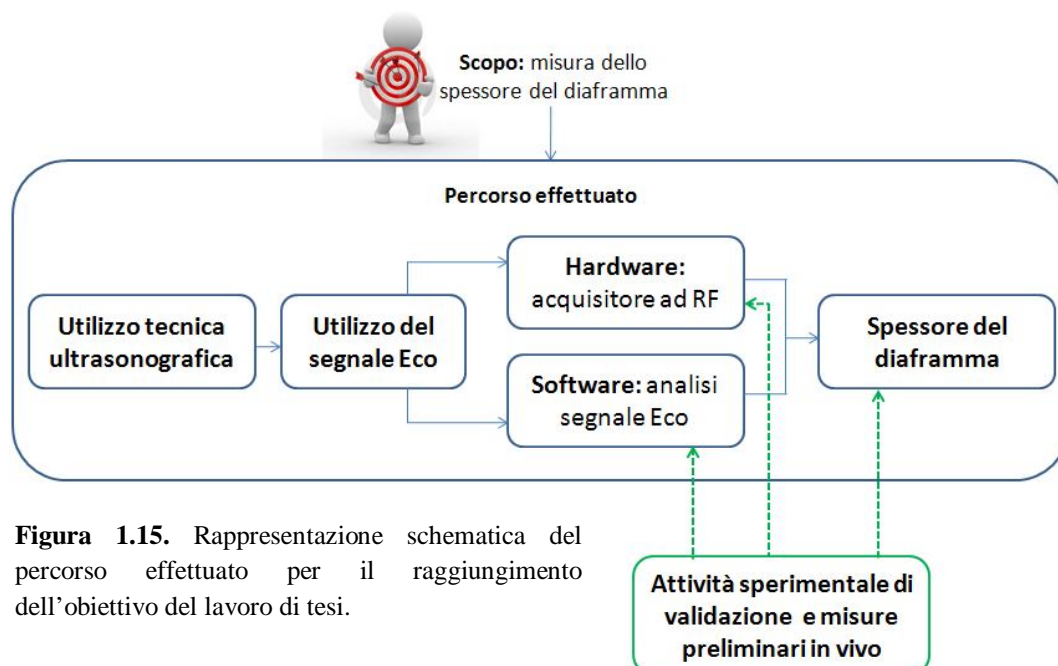 Scopo: misura dello
spessore del diaframma
Percorso effettuato
Utilizzo tecnica
ultrasonografica
Utilizzo del
segnale Eco
Hardware:
acquisitore ad RF
Software: analisi
segnale Eco
Spessore del
diaframma
Figura 1.15. Rappresentazione schematica del
percorso effettuato per il raggiungimento
dell’obiettivo del lavoro di tesi.
Attività sperimentale di
validazione e misure
preliminari in vivo